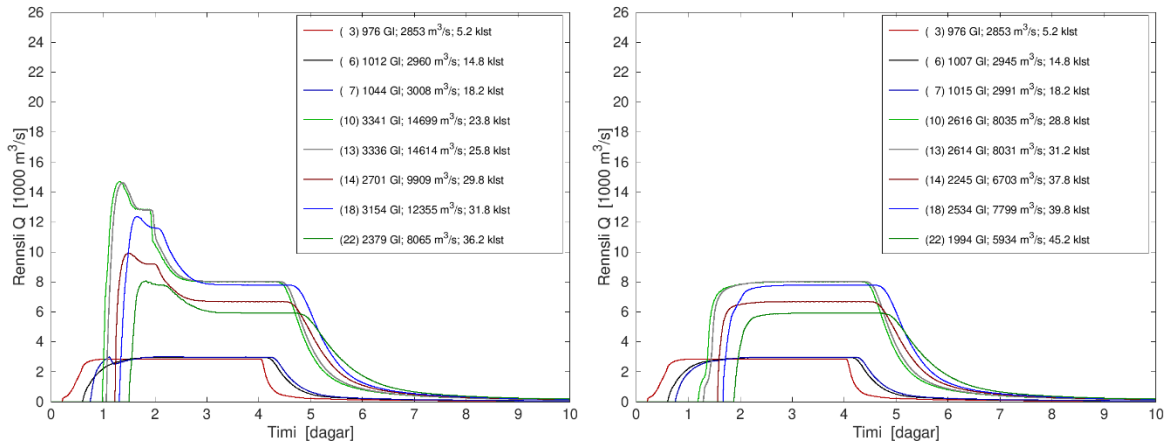 26
24
22
20
18
16
14
12
10
8
6
4
2
0
Rennsli Q [1000 m³/s]
( 3) 976 Gl; 2853 m³/s; 5.2 klst
( 6) 1012 Gl; 2960 m³/s; 14.8 klst
( 7) 1044 Gl; 3008 m³/s; 18.2 klst
(10) 3341 Gl; 14699 m³/s; 23.8 klst
(13) 3336 Gl; 14614 m³/s; 25.8 klst
(14) 2701 Gl; 9909 m³/s; 29.8 klst
(18) 3154 Gl; 12355 m³/s; 31.8 klst
(22) 2379 Gl; 8065 m³/s; 36.2 klst
0 1 2 3 4 5 6 7 8 9 10
Timi [dagar]
26
24
22
20
18
16
14
12
10
8
6
4
2
0
Rennsli Q [1000 m³/s]
( 3) 976 Gl; 2853 m³/s; 5.2 klst
( 6) 1007 Gl; 2945 m³/s; 14.8 klst
( 7) 1015 Gl; 2991 m³/s; 18.2 klst
(10) 2616 Gl; 8035 m³/s; 28.8 klst
(13) 2614 Gl; 8031 m³/s; 31.2 klst
(14) 2245 Gl; 6703 m³/s; 37.8 klst
(18) 2534 Gl; 7799 m³/s; 39.8 klst
(22) 1994 Gl; 5934 m³/s; 45.2 klst
0 1 2 3 4 5 6 7 8 9 10
Timi [dagar]